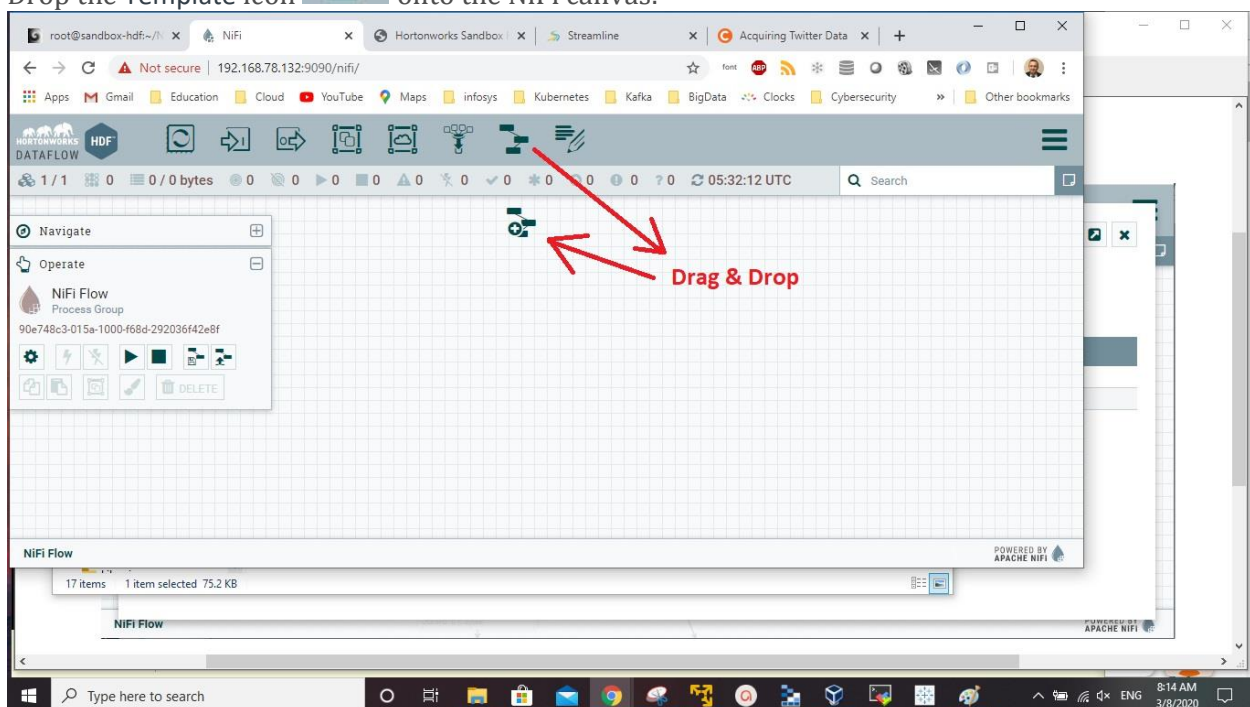 Drop the Template icon onto the NiFi canvas.
root@sandbox-hdf:~/N
NiFi
Hortonworks Sandbox
Streamline
Acquiring Twitter Data
Not secure | 192.168.78.132:9090/nifi/
font
ABP
Apps
Gmail
Education
Cloud
YouTube
Maps
infosys
Kubernetes
Kafka
BigData
Clocks
Cybersecurity
»
Other bookmarks
HORTONWORKS
DATAFLOW
HDF
1 / 1
0
0 / 0 bytes
0
0
0
0
0
0
0
0
0
0
0
05:32:12 UTC
Search
Navigate
Operate
NiFi Flow
Process Group
90e748c3-015a-1000-f68d-292036f42e8f
DELETE
Drag & Drop
NiFi Flow
POWERED BY
APACHE NIFI
17 items 1 item selected 75.2 KB
NiFi Flow
POWERED BY
APACHE NIFI
Type here to search
ENG
8:14 AM
3/8/2020